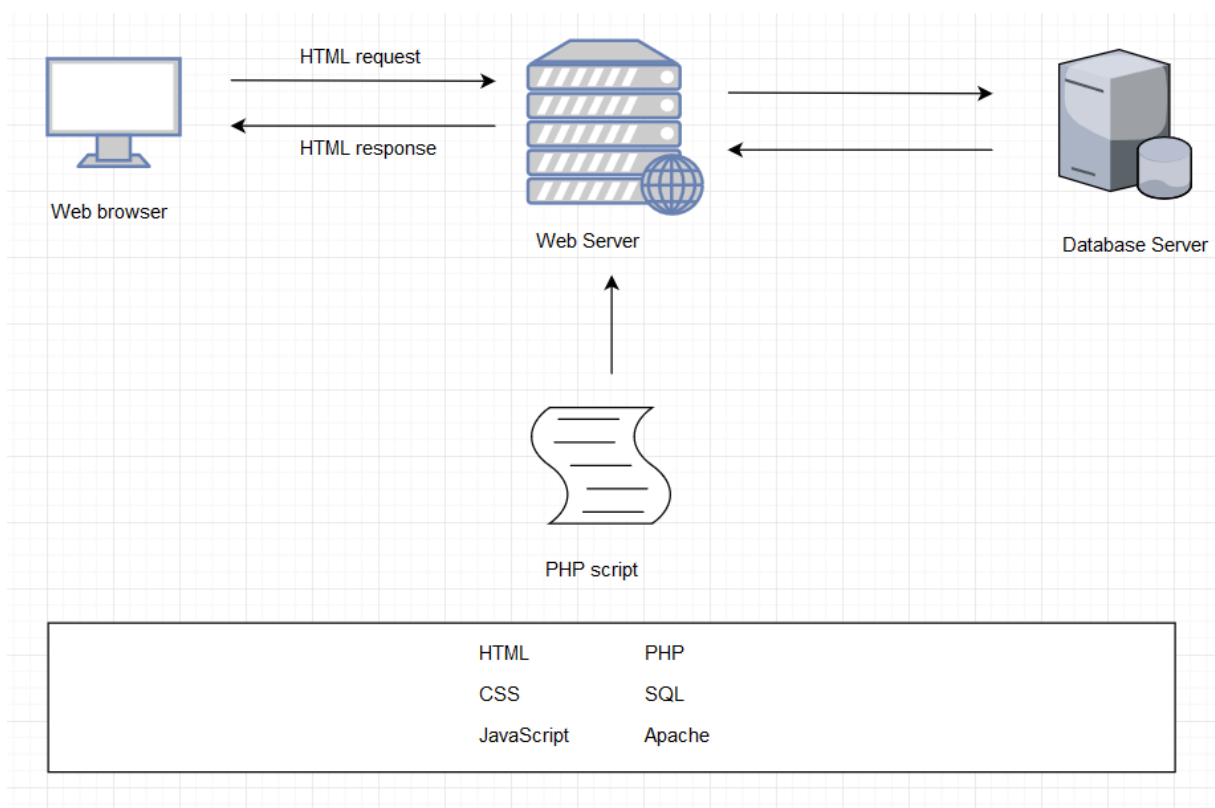 HTML request
HTML response
Web browser
Web Server
Database Server
PHP script
HTML PHP
CSS SQL
JavaScript Apache